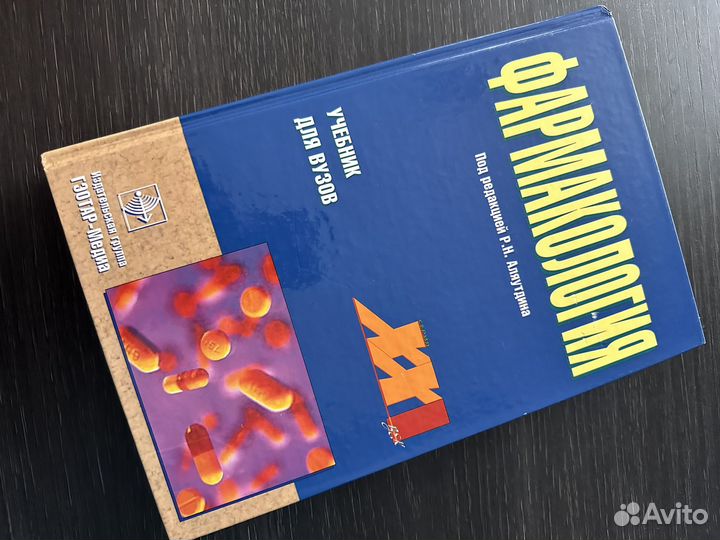 ФАРМАКОЛОГИЯ
Под редакцией Р.Н. Аляутдина
XXI
УЧЕБНИК
ДЛЯ ВУЗОВ
Издательская группа
ГЭОТАР-Медиа
Avito